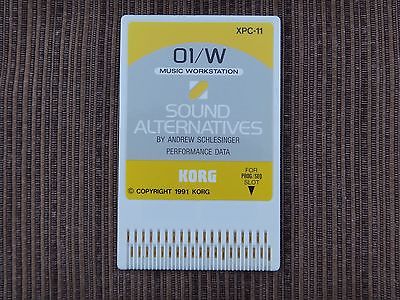 XPC-11
01/W
MUSIC WORKSTATION
SOUND
ALTERNATIVES
BY ANDREW SCHLESINGER
PERFORMANCE DATA
KORG
FOR
PROG/SEQ
SLOT
© COPYRIGHT 1991 KORG